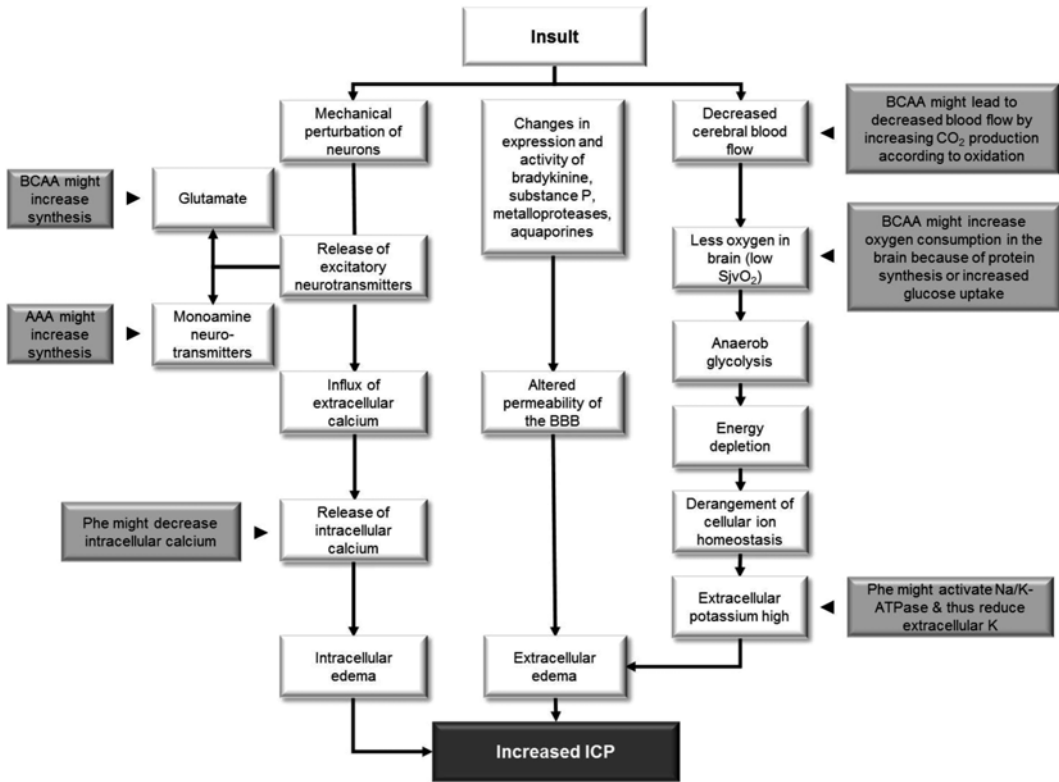 Insult
Mechanical
perturbation of
neurons
Changes in
expression and
activity of
bradykinine,
substance P,
metalloproteases,
aquaporines
Decreased
cerebral blood
flow
BCAA might lead to
decreased blood flow by
increasing CO₂ production
according to oxidation
BCAA might
increase
synthesis
Glutamate
Release of
excitatory
neurotransmitters
Less oxygen in
brain (low
SjvO₂)
BCAA might increase
oxygen consumption in the
brain because of protein
synthesis or increased
glucose uptake
AAA might
increase
synthesis
Monoamine
neuro-
transmitters
Anaerob
glycolysis
Influx of
extracellular
calcium
Altered
permeability of
the BBB
Energy
depletion
Phe might decrease
intracellular calcium
Release of
intracellular
calcium
Derangement of
cellular ion
homeostasis
Extracellular
potassium high
Phe might activate Na/K-
ATPase & thus reduce
extracellular K
Intracellular
edema
Extracellular
edema
Increased ICP